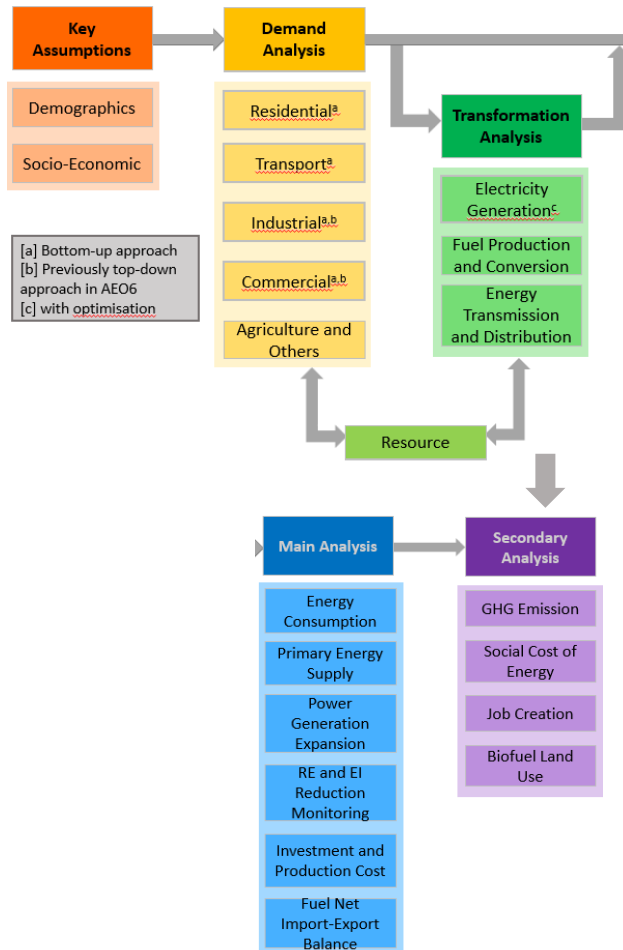 Key
Assumptions
Demographics
Socio-Economic
[a] Bottom-up approach
[b] Previously top-down
approach in AEO6
[c] with optimisation
Demand
Analysis
Residentialᵃ
Transportᵃ
Industrialᵃ,ᵇ
Commercialᵃ,ᵇ
Agriculture and
Others
Transformation
Analysis
Electricity
Generationᶜ
Fuel Production
and Conversion
Energy
Transmission
and Distribution
Resource
Main Analysis
Energy
Consumption
Primary Energy
Supply
Power
Generation
Expansion
RE and EI
Reduction
Monitoring
Investment and
Production Cost
Fuel Net
Import-Export
Balance
Secondary
Analysis
GHG Emission
Social Cost of
Energy
Job Creation
Biofuel Land
Use